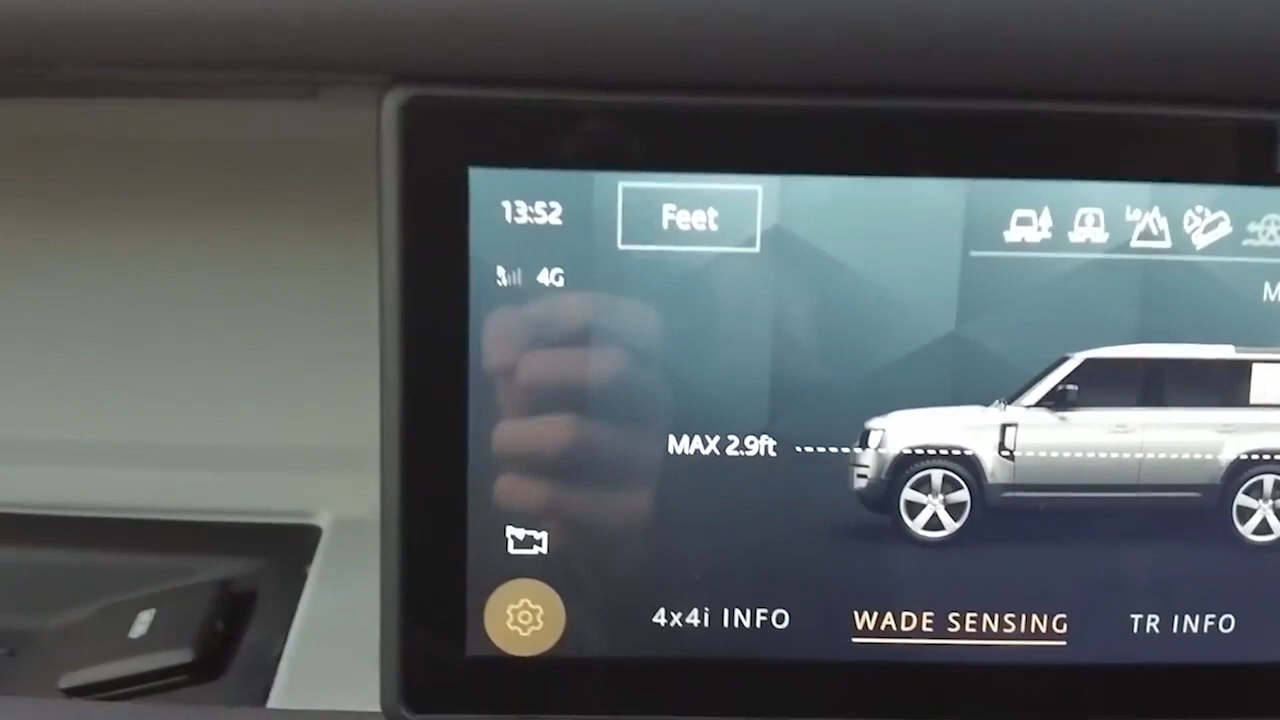 13:52
Feet
4G
MAX 2.9ft
4x4i INFO
WADE SENSING
TR INFO